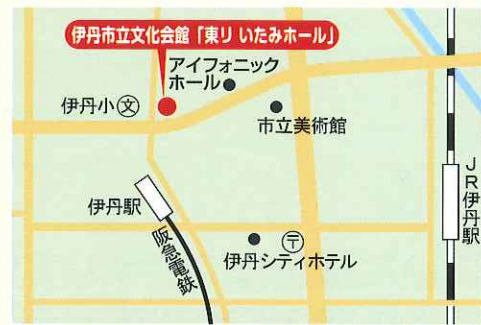 伊丹市立文化会館「東リ いたみホール」
アイフォニック
ホール
伊丹小 文
市立美術館
伊丹駅
JR伊丹駅
阪急電鉄
〒
伊丹シティホテル